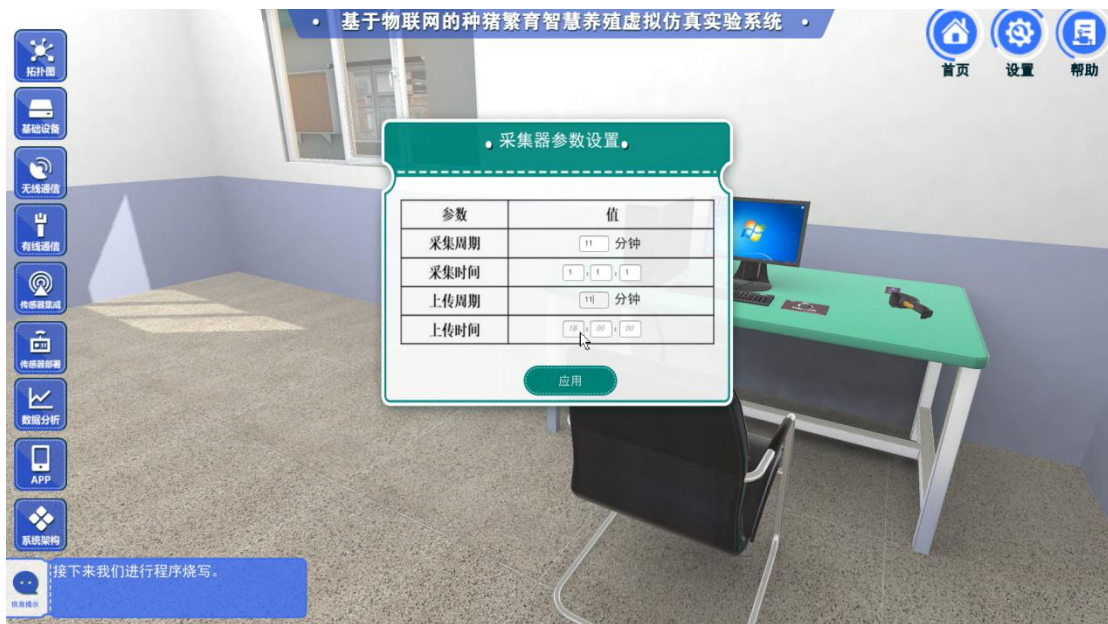 · 基于物联网的种猪繁育智慧养殖虚拟仿真实验系统 ·
首页 设置 帮助
拓扑图
基础设备
无线通信
有线通信
传感器集成
传感器部署
数据分析
APP
系统架构
采集器参数设置
参数 值
采集周期 11 分钟
采集时间 1 : 1 : 1
上传周期 11 分钟
上传时间 18 : 00 : 00
应用
接下来我们进行程序烧写。
信息提示